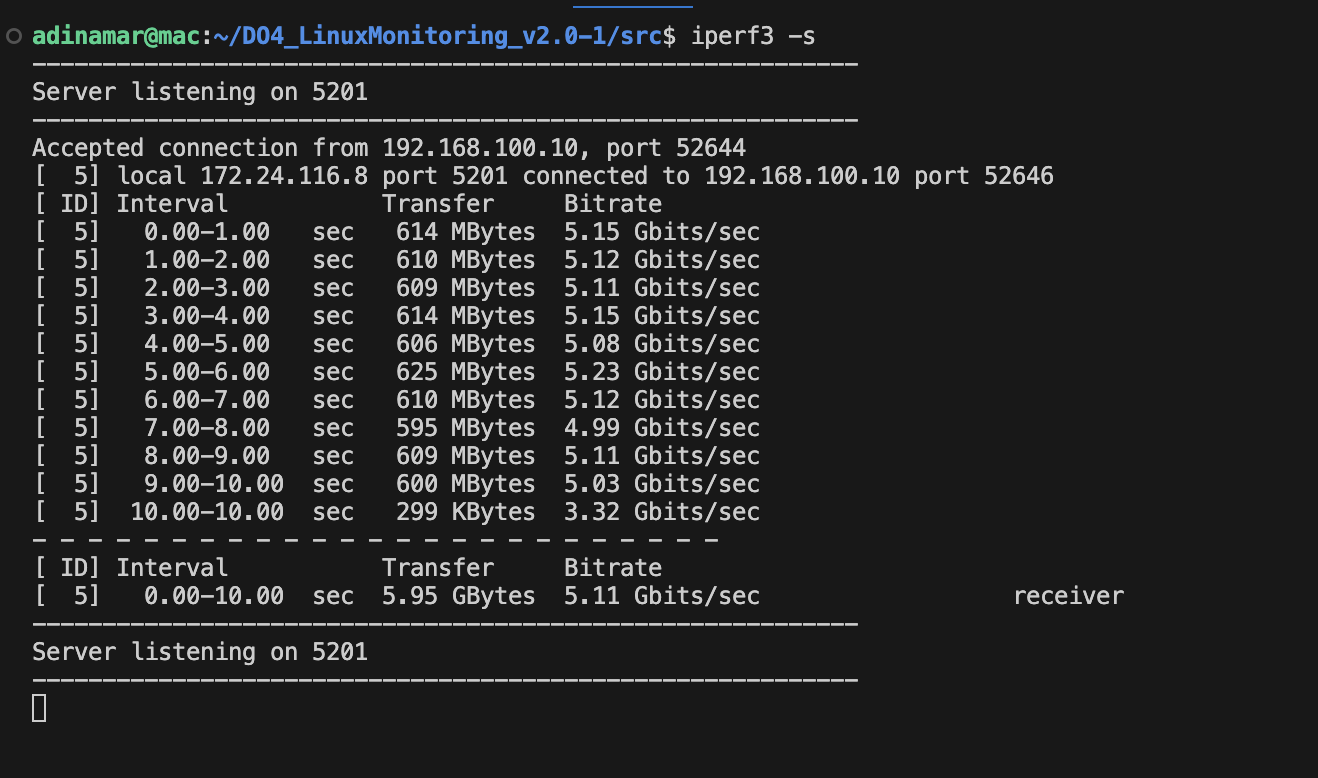 adinamar@mac:~/DO4_LinuxMonitoring_v2.0-1/src$ iperf3 -s
-----------------------------------------------------------
Server listening on 5201
-----------------------------------------------------------
Accepted connection from 192.168.100.10, port 52644
[  5] local 172.24.116.8 port 5201 connected to 192.168.100.10 port 52646
[ ID] Interval           Transfer     Bitrate
[  5]   0.00-1.00   sec   614 MBytes  5.15 Gbits/sec
[  5]   1.00-2.00   sec   610 MBytes  5.12 Gbits/sec
[  5]   2.00-3.00   sec   609 MBytes  5.11 Gbits/sec
[  5]   3.00-4.00   sec   614 MBytes  5.15 Gbits/sec
[  5]   4.00-5.00   sec   606 MBytes  5.08 Gbits/sec
[  5]   5.00-6.00   sec   625 MBytes  5.23 Gbits/sec
[  5]   6.00-7.00   sec   610 MBytes  5.12 Gbits/sec
[  5]   7.00-8.00   sec   595 MBytes  4.99 Gbits/sec
[  5]   8.00-9.00   sec   609 MBytes  5.11 Gbits/sec
[  5]   9.00-10.00  sec   600 MBytes  5.03 Gbits/sec
[  5]  10.00-10.00  sec   299 KBytes  3.32 Gbits/sec
- - - - - - - - - - - - - - - - - - - - - - - - -
[ ID] Interval           Transfer     Bitrate
[  5]   0.00-10.00  sec  5.95 GBytes  5.11 Gbits/sec                  receiver
-----------------------------------------------------------
Server listening on 5201
-----------------------------------------------------------